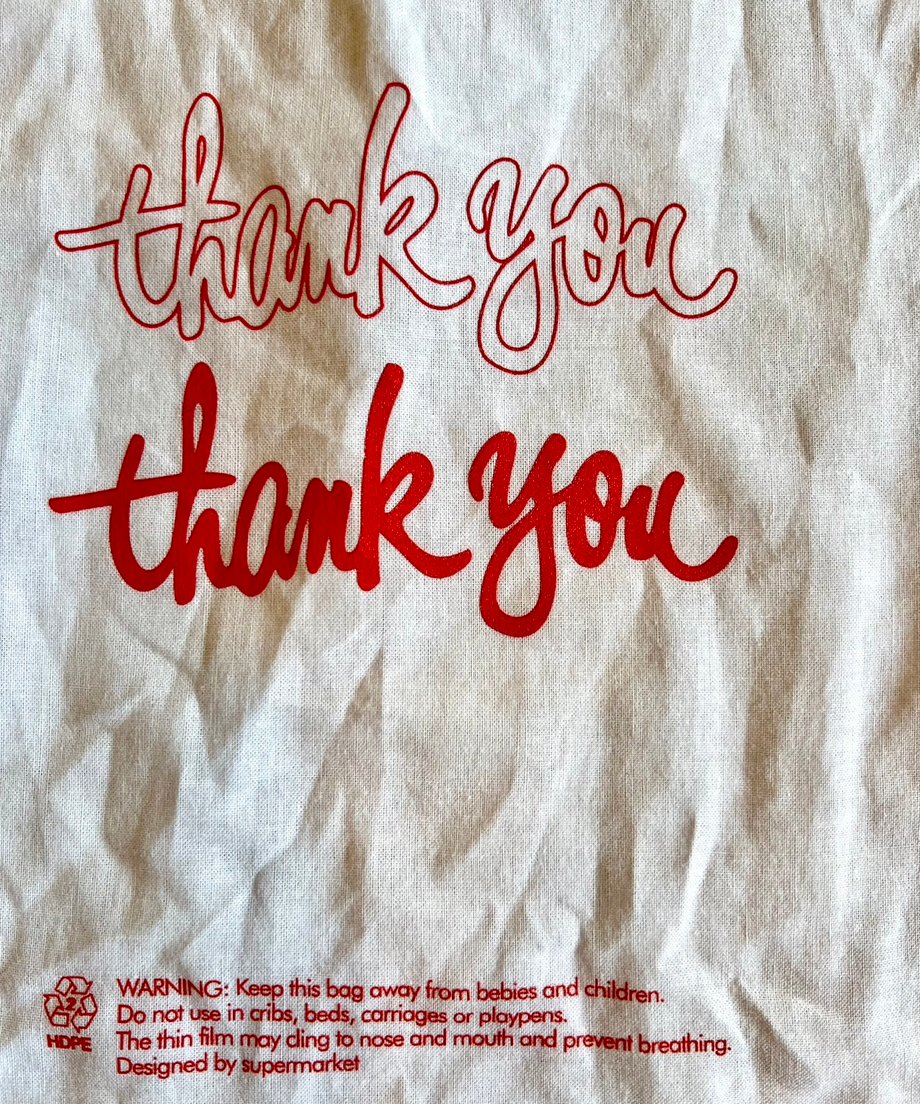 thank you
thank you
WARNING: Keep this bag away from bebies and children.
Do not use in cribs, beds, carriages or playpens.
The thin film may cling to nose and mouth and prevent breathing.
Designed by supermarket
2
HDPE